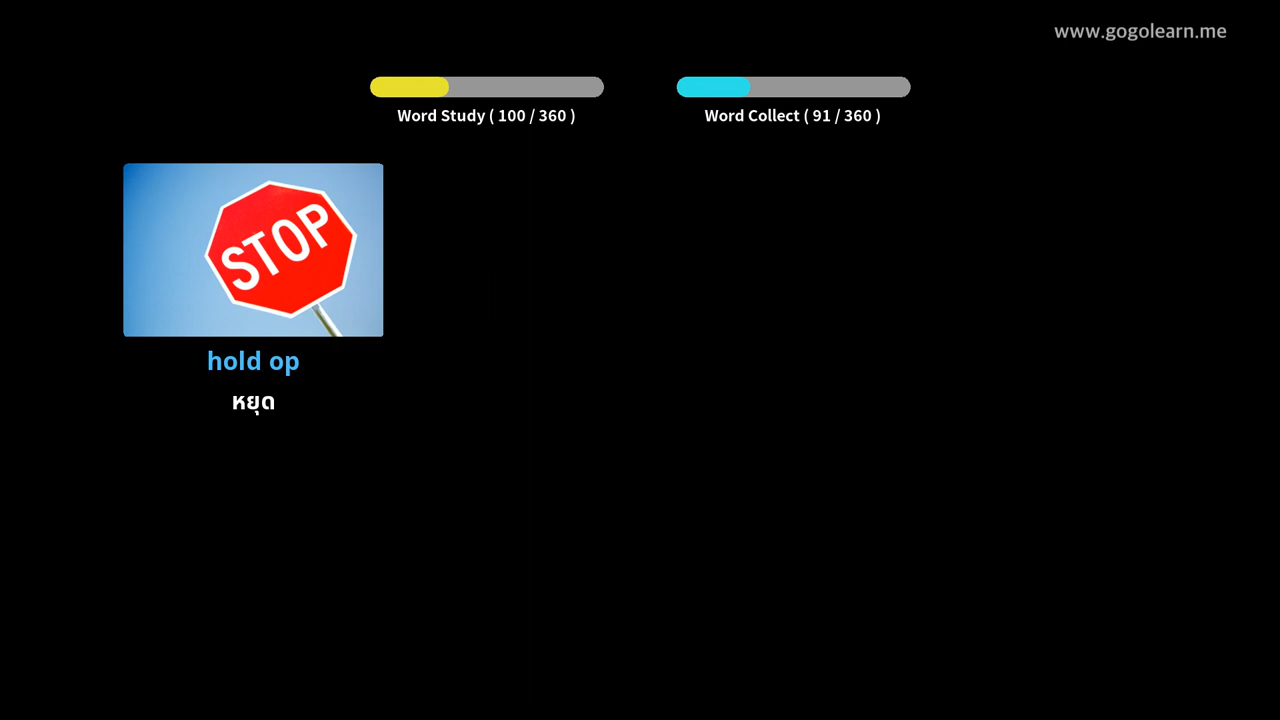 www.gogolearn.me
Word Study ( 100 / 360 )
Word Collect ( 91 / 360 )
STOP
hold op
หยุด